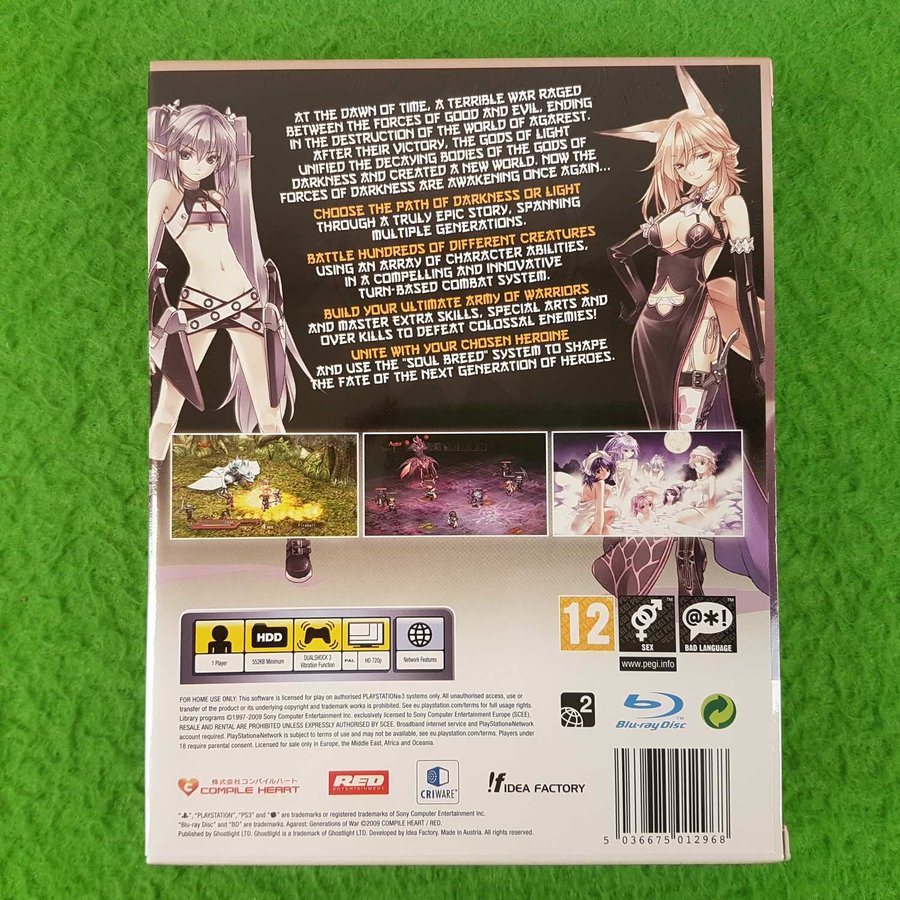 AT THE DAWN OF TIME, A TERRIBLE WAR RAGED
BETWEEN THE FORCES OF GOOD AND EVIL, ENDING
IN THE DESTRUCTION OF THE WORLD OF AGAREST.
AFTER THEIR VICTORY, THE GODS OF LIGHT
UNIFIED THE DECAYING BODIES OF THE GODS OF
DARKNESS AND CREATED A NEW WORLD. NOW THE
FORCES OF DARKNESS ARE AWAKENING ONCE AGAIN...
CHOOSE THE PATH OF DARKNESS OR LIGHT
THROUGH A TRULY EPIC STORY, SPANNING
MULTIPLE GENERATIONS.
BATTLE HUNDREDS OF DIFFERENT CREATURES
USING AN ARRAY OF CHARACTER ABILITIES,
IN A COMPELLING AND INNOVATIVE
TURN-BASED COMBAT SYSTEM.
BUILD YOUR ULTIMATE ARMY OF WARRIORS
AND MASTER EXTRA SKILLS, SPECIAL ARTS AND
OVER KILLS TO DEFEAT COLOSSAL ENEMIES!
UNITE WITH YOUR CHOSEN HEROINE
AND USE THE "SOUL BREED" SYSTEM TO SHAPE
THE FATE OF THE NEXT GENERATION OF HEROES.
12
SEX
@*!
BAD LANGUAGE
www.pegi.info
HDD
1 Player
552KB Minimum
DUALSHOCK 3
Vibration Function
PAL
HD 720p
Network Features
FOR HOME USE ONLY: This software is licensed for play on authorised PLAYSTATION®3 systems only. All unauthorised access, use or
transfer of the product or its underlying copyright and trademark works is prohibited. See eu.playstation.com/terms for full usage rights.
Library programs ©1997-2009 Sony Computer Entertainment Inc. exclusively licensed to Sony Computer Entertainment Europe (SCEE).
RESALE AND RENTAL ARE PROHIBITED UNLESS EXPRESSLY AUTHORISED BY SCEE. Broadband internet service and PlayStation®Network
account required. PlayStation®Network is subject to terms of use and may not be available, see eu.playstation.com/terms. Players under
18 require parental consent. Licensed for sale only in Europe, the Middle East, Africa and Oceania.
2
Blu-ray Disc
株式会社コンパイルハート
COMPILE HEART
RED
ENTERTAINMENT
CRIWARE
IDEA FACTORY
"PLAYSTATION", "PS3" and are trademarks or registered trademarks of Sony Computer Entertainment Inc.
"Blu-ray Disc" and "BD" are trademarks. Agarest: Generations of War ©2009 COMPILE HEART / RED.
Published by Ghostlight LTD. Ghostlight is a trademark of Ghostlight LTD. Developed by Idea Factory. Made in Austria. All rights reserved.
5 036675 012968